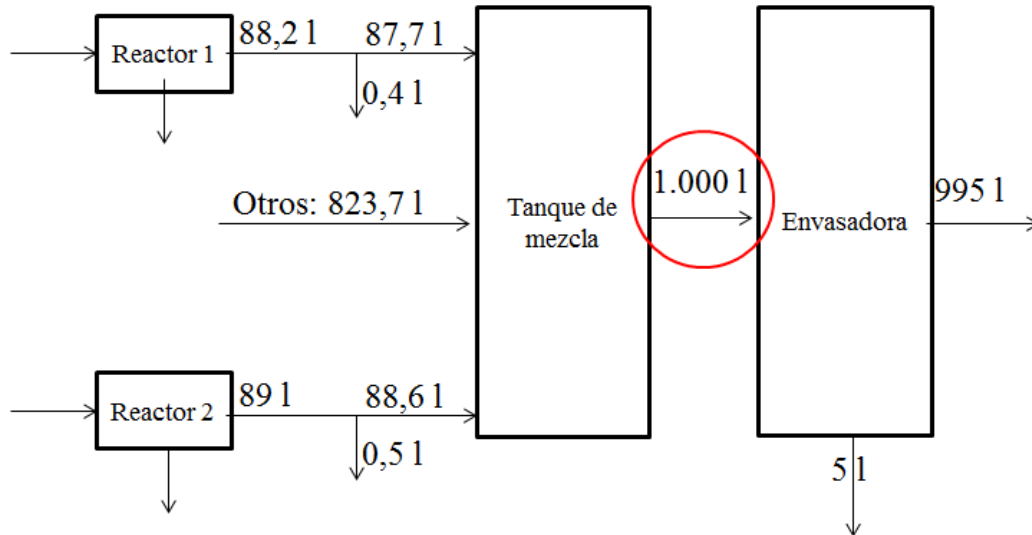 Reactor 1
88,2 l
87,7 l
0,4 l
Otros: 823,7 l
Tanque de
mezcla
1.000 l
Envasadora
995 l
Reactor 2
89 l
88,6 l
0,5 l
5 l